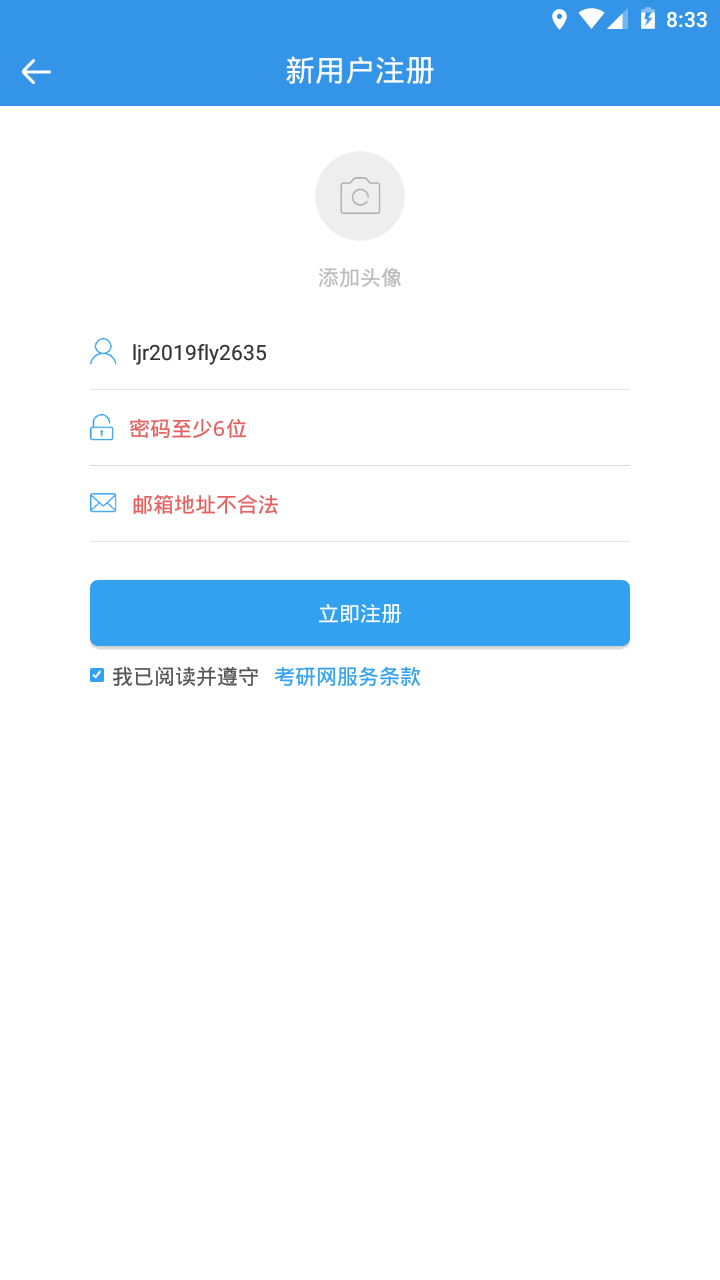 8:33
新用户注册
添加头像
ljr2019fly2635
密码至少6位
邮箱地址不合法
立即注册
我已阅读并遵守 考研网服务条款